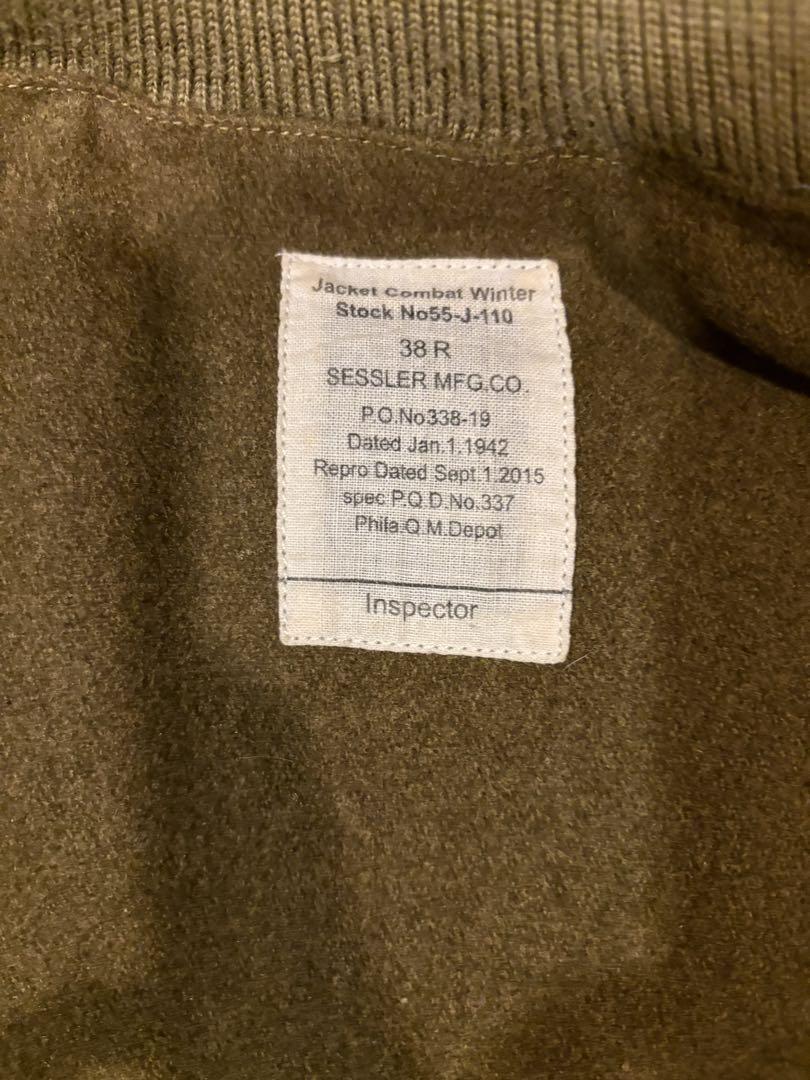 Jacket Combat Winter
Stock No55-J-110
38 R
SESSLER MFG.CO.
P.O.No338-19
Dated Jan.1.1942
Repro Dated Sept.1.2015
spec P.Q.D.No.337
Phila.Q.M.Depot
Inspector